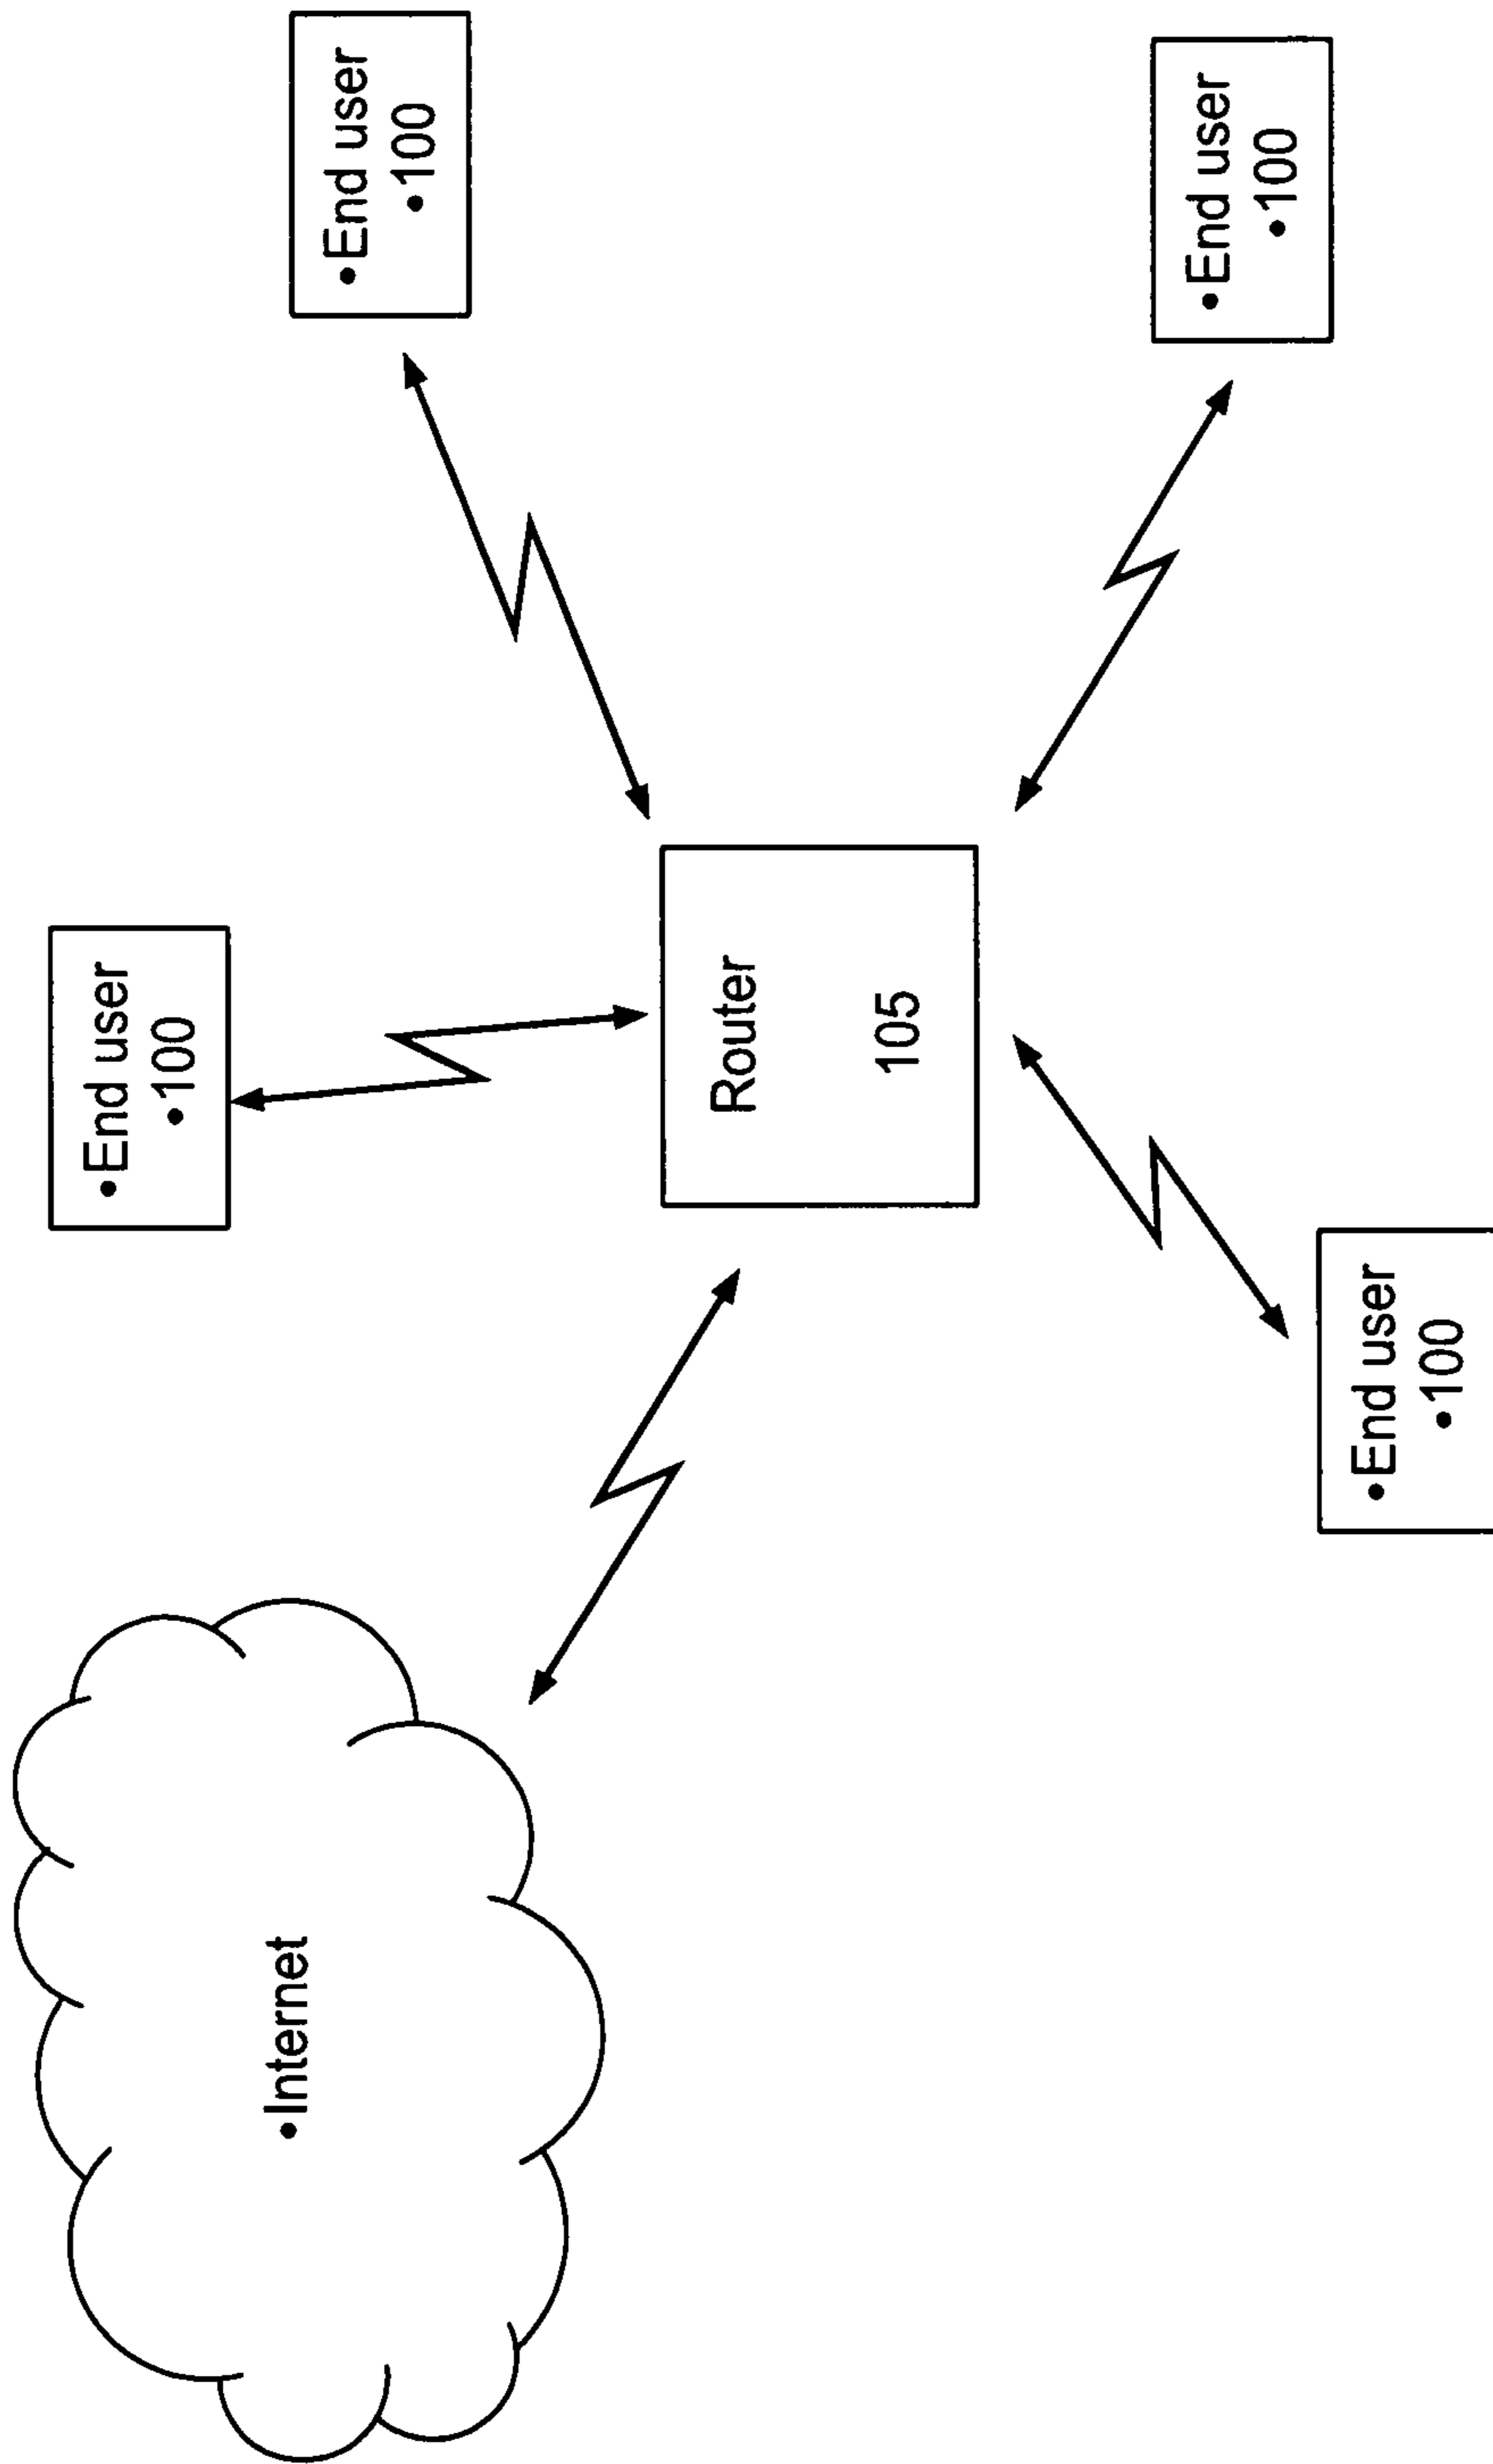 •Internet
•End user
•100
•End user
•100
Router
105
•End user
•100
•End user
•100